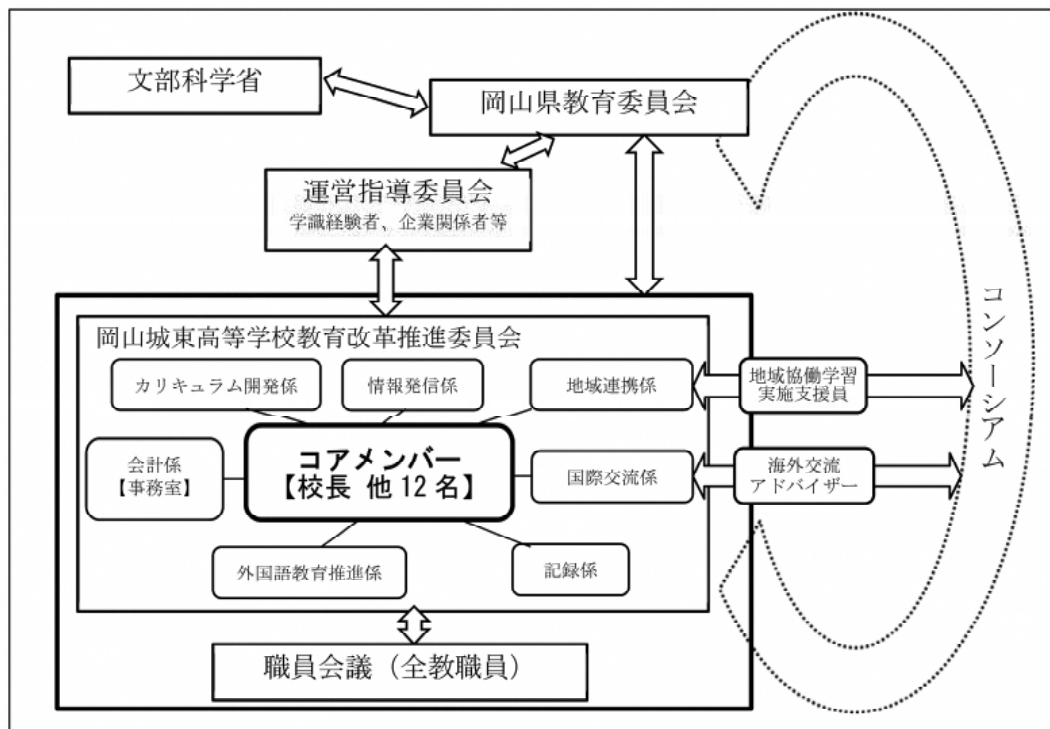 文部科学省
岡山県教育委員会
運営指導委員会
学識経験者、企業関係者等
岡山城東高等学校教育改革推進委員会
カリキュラム開発係
情報発信係
地域連携係
地域協働学習
実施支援員
会計係
【事務室】
コアメンバー
【校長 他 12 名】
国際交流係
海外交流
アドバイザー
外国語教育推進係
記録係
職員会議（全教職員）
コンソーシアム